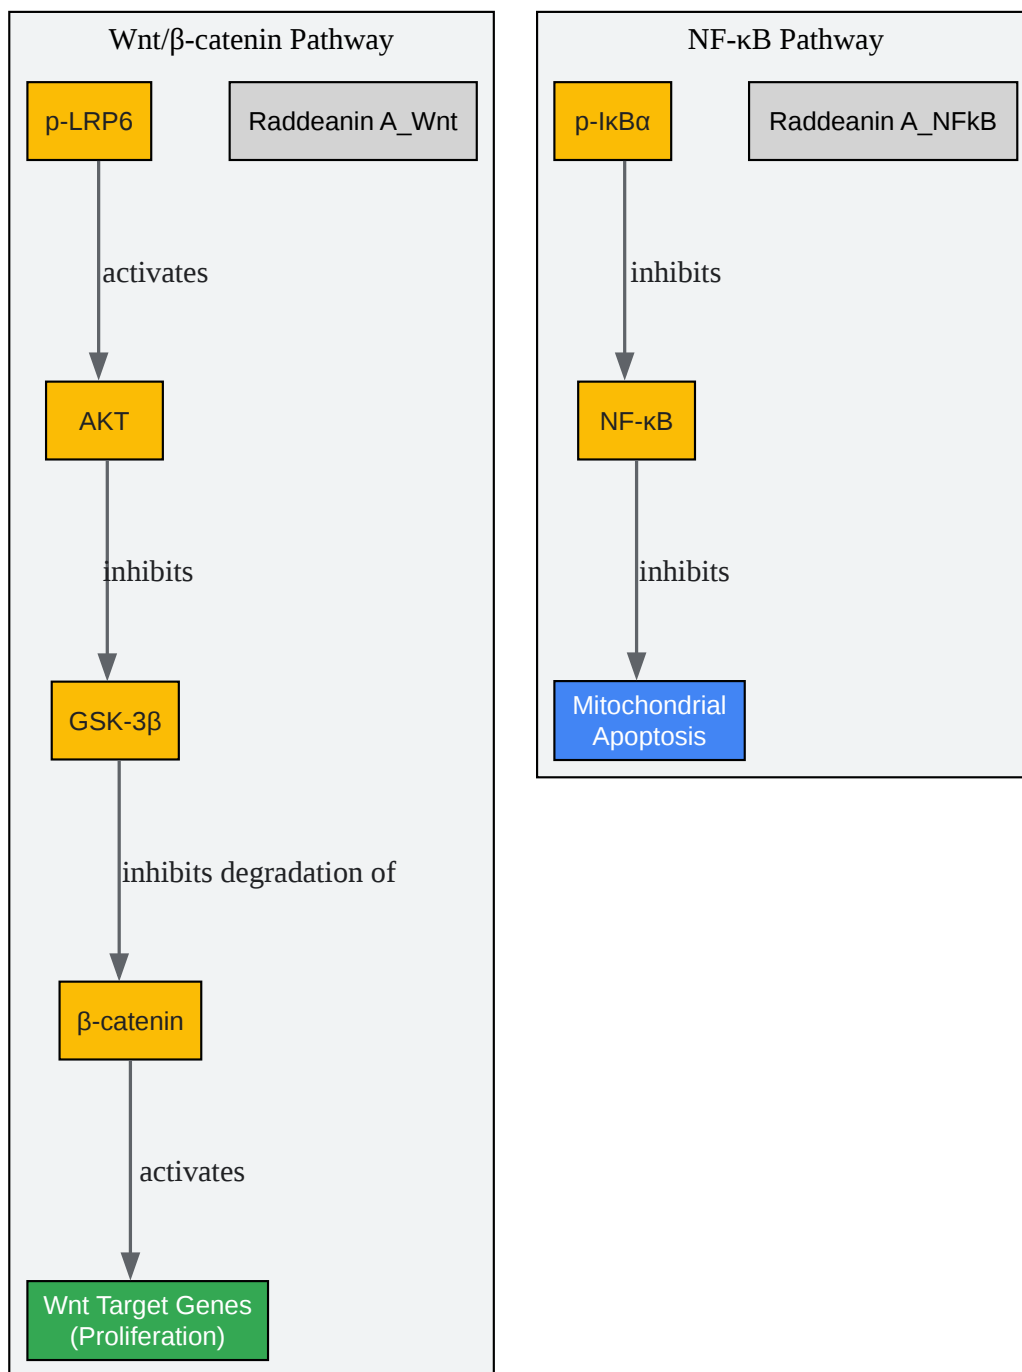 Wnt/β-catenin Pathway
p-LRP6
Raddeanin A_Wnt
activates
AKT
inhibits
GSK-3β
inhibits degradation of
β-catenin
activates
Wnt Target Genes
(Proliferation)
NF-κB Pathway
p-IκBα
Raddeanin A_NFkB
inhibits
NF-κB
inhibits
Mitochondrial
Apoptosis